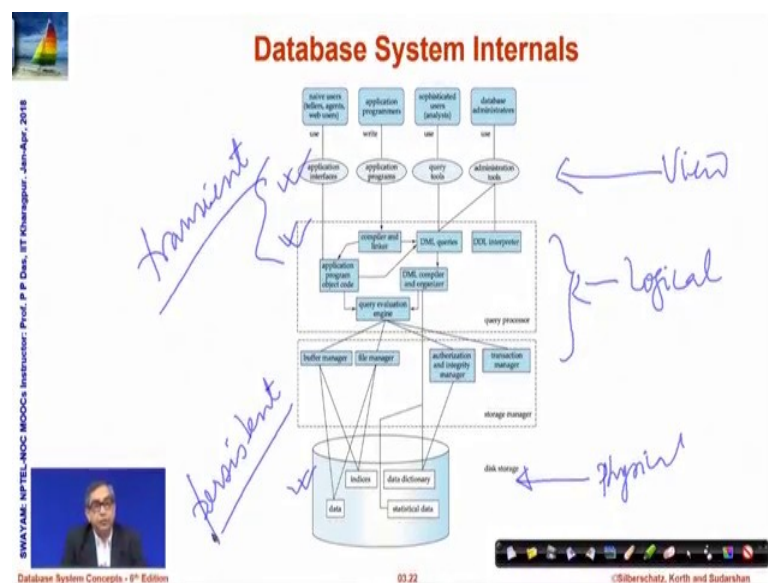 Database System Internals
naive users
(tellers, agents,
web users)
application
programmers
sophisticated
users
(analysts)
database
administrators
use
write
use
use
application
interfaces
application
programs
query
tools
administration
tools
View
transient
compiler and
linker
DML queries
DDL interpreter
application
program
object code
DML compiler
and organizer
Logical
query evaluation
engine
query processor
buffer manager
file manager
authorization
and integrity
manager
transaction
manager
storage manager
persistent
disk storage
Physical
indices
data dictionary
data
statistical data
SWAYAM: NPTEL-NOC MOOCs Instructor: Prof. P P Das, IIT Kharagpur. Jan-Apr, 2018
Database System Concepts - 6th Edition
03.22
©Silberschatz, Korth and Sudarshan